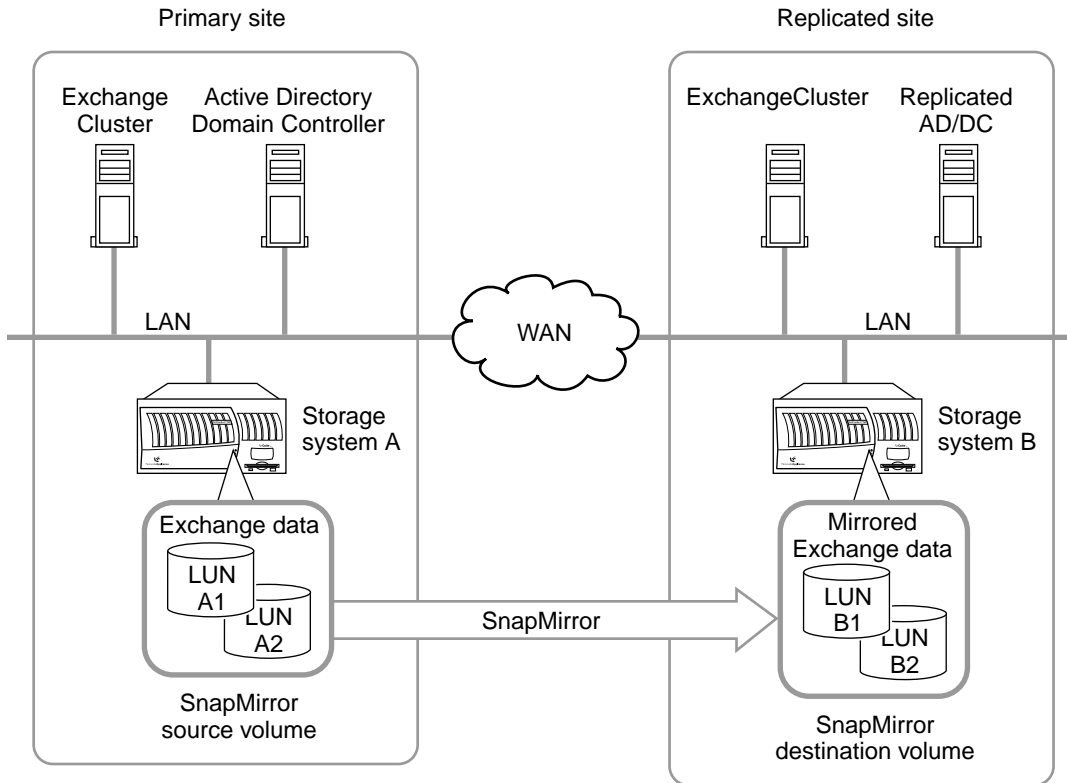 Primary site
Replicated site
Exchange
Cluster
Active Directory
Domain Controller
ExchangeCluster
Replicated
AD/DC
LAN
WAN
LAN
Storage
system A
Storage
system B
Exchange data
LUN
A1
LUN
A2
SnapMirror
Mirrored
Exchange data
LUN
B1
LUN
B2
SnapMirror
source volume
SnapMirror
destination volume